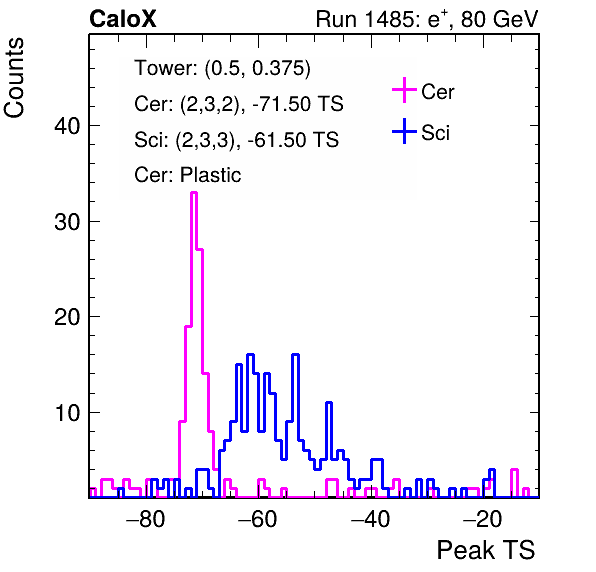 CaloX Run 1485: e⁺, 80 GeV
Counts
Tower: (0.5, 0.375)
Cer: (2,3,2), -71.50 TS
Sci: (2,3,3), -61.50 TS
Cer: Plastic
Cer
Sci
40
30
20
10
−80 −60 −40 −20
Peak TS